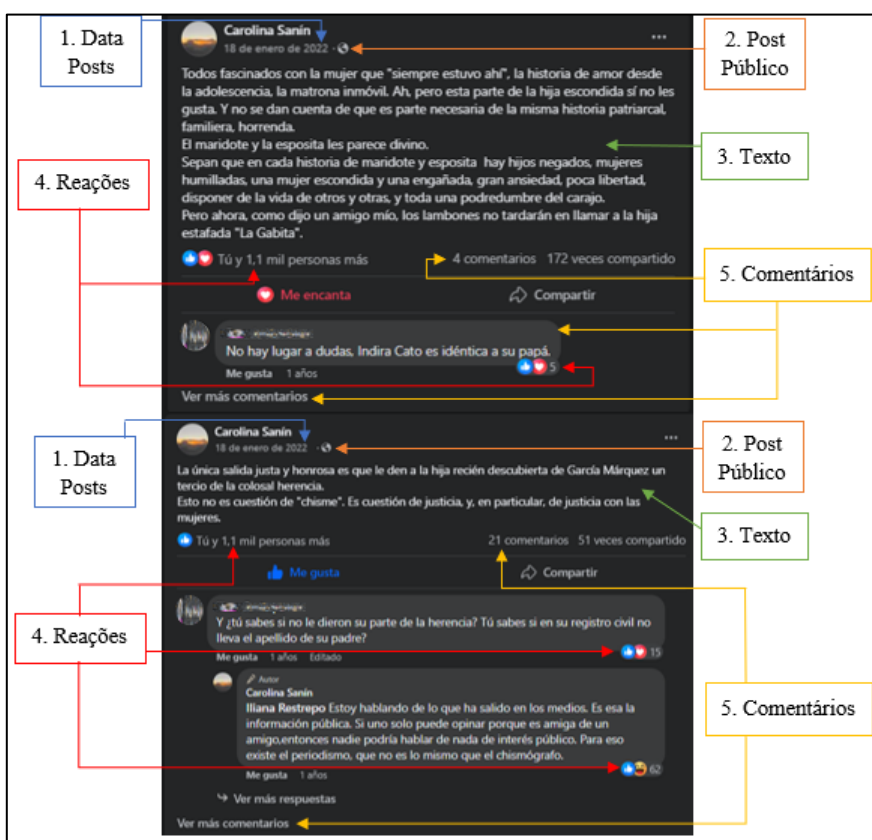 Carolina Sanín
1. Data
Posts
18 de enero de 2022 ·
2. Post
Público
Todos fascinados con la mujer que "siempre estuvo ahí", la historia de amor desde
la adolescencia, la matrona inmóvil. Ah, pero esta parte de la hija escondida sí no les
gusta. Y no se dan cuenta de que es parte necesaria de la misma historia patriarcal,
familiera, horrenda.
El maridote y la esposita les parece divino.
Sepan que en cada historia de maridote y esposita hay hijos negados, mujeres
humilladas, una mujer escondida y una engañada, gran ansiedad, poca libertad,
disponer de la vida de otros y otras, y toda una podredumbre del carajo.
Pero ahora, como dijo un amigo mío, los lambones no tardarán en llamar a la hija
estafada "La Gabita".
3. Texto
4. Reações
Tú y 1,1 mil personas más
4 comentarios 172 veces compartido
5. Comentários
Me encanta
Compartir
No hay lugar a dudas, Indira Cato es idéntica a su papá.
5
Me gusta 1 años
Ver más comentarios
Carolina Sanín
1. Data
Posts
18 de enero de 2022 ·
2. Post
Público
La única salida justa y honrosa es que le den a la hija recién descubierta de García Márquez un
tercio de la colosal herencia.
Esto no es cuestión de "chisme". Es cuestión de justicia, y, en particular, de justicia con las
mujeres.
3. Texto
Tú y 1,1 mil personas más
21 comentarios 51 veces compartido
Me gusta
Compartir
4. Reações
Y ¿tú sabes si no le dieron su parte de la herencia? Tú sabes si en su registro civil no
lleva el apellido de su padre?
15
Me gusta 1 años Editado
Autor
Carolina Sanín
Iliana Restrepo Estoy hablando de lo que ha salido en los medios. Es esa la
información pública. Si uno solo puede opinar porque es amiga de un
amigo,entonces nadie podría hablar de nada de interés público. Para eso
existe el periodismo, que no es lo mismo que el chismógrafo.
62
Me gusta 1 años
5. Comentários
Ver más respuestas
Ver más comentarios